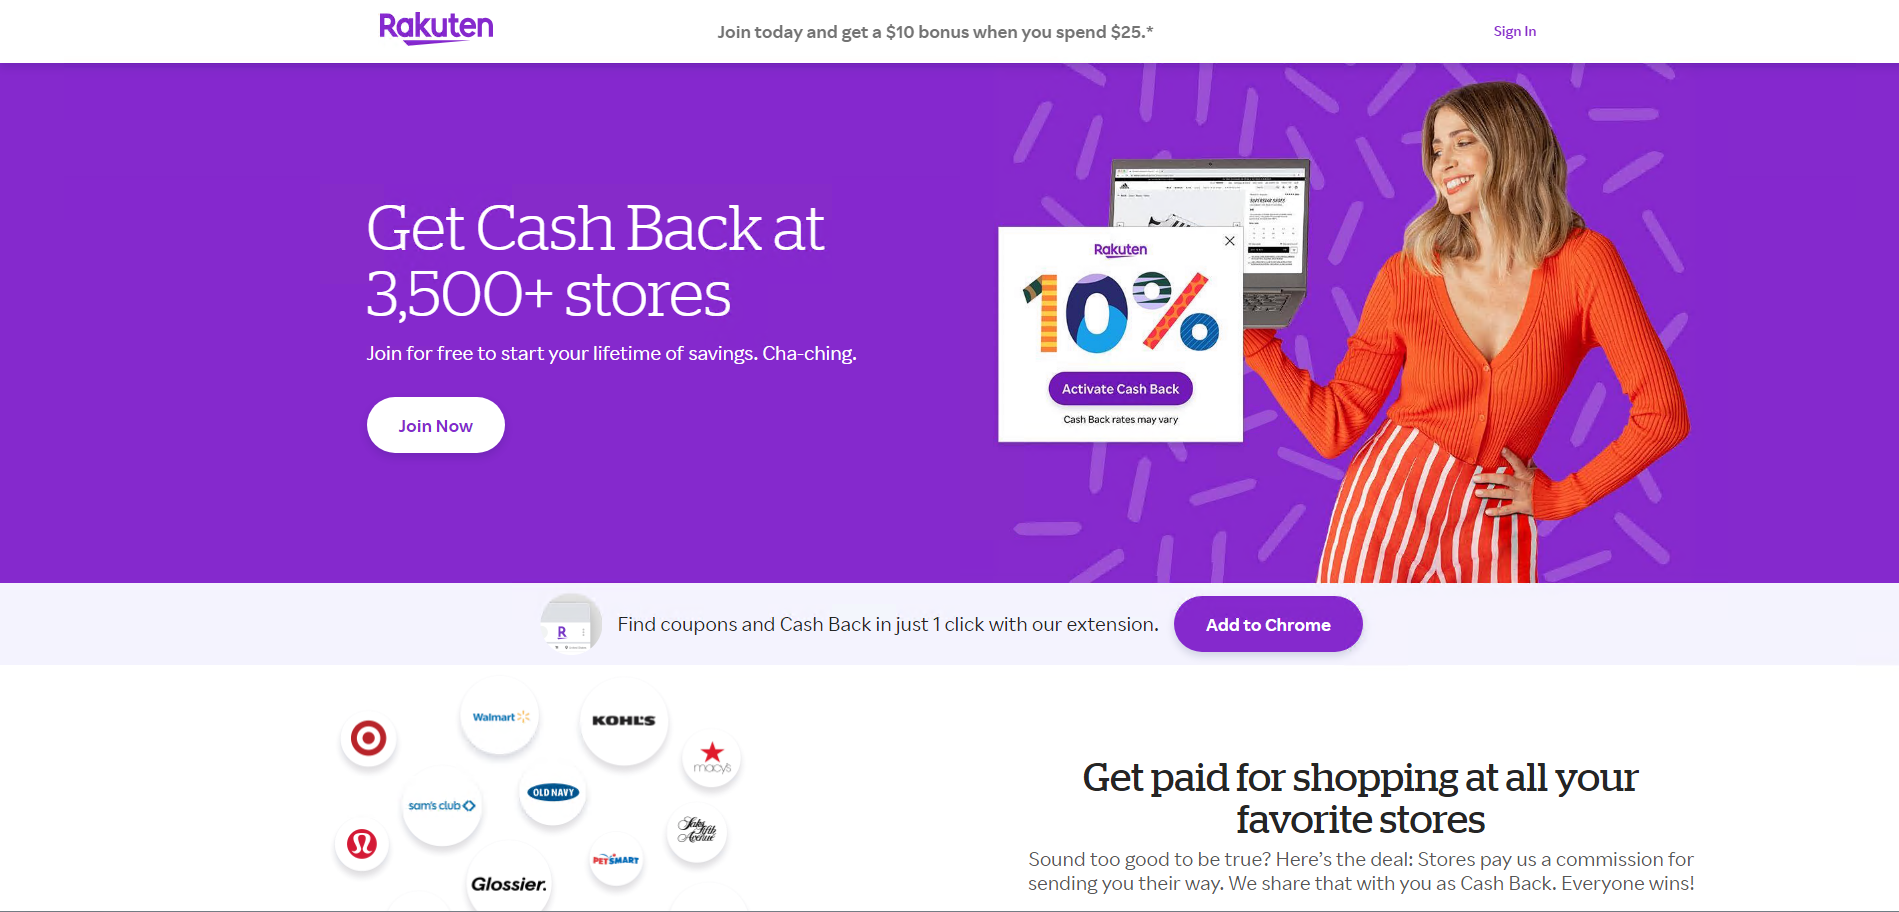 Rakuten
Join today and get a $10 bonus when you spend $25.*
Sign In
Get Cash Back at
3,500+ stores
Join for free to start your lifetime of savings. Cha-ching.
Join Now
Rakuten
10%
Activate Cash Back
Cash Back rates may vary
R
Find coupons and Cash Back in just 1 click with our extension.
Add to Chrome
Walmart
KOHL'S
macy's
sam's club
OLD NAVY
Saks
Fifth
Avenue
PETSMART
Glossier.
Get paid for shopping at all your
favorite stores
Sound too good to be true? Here’s the deal: Stores pay us a commission for
sending you their way. We share that with you as Cash Back. Everyone wins!